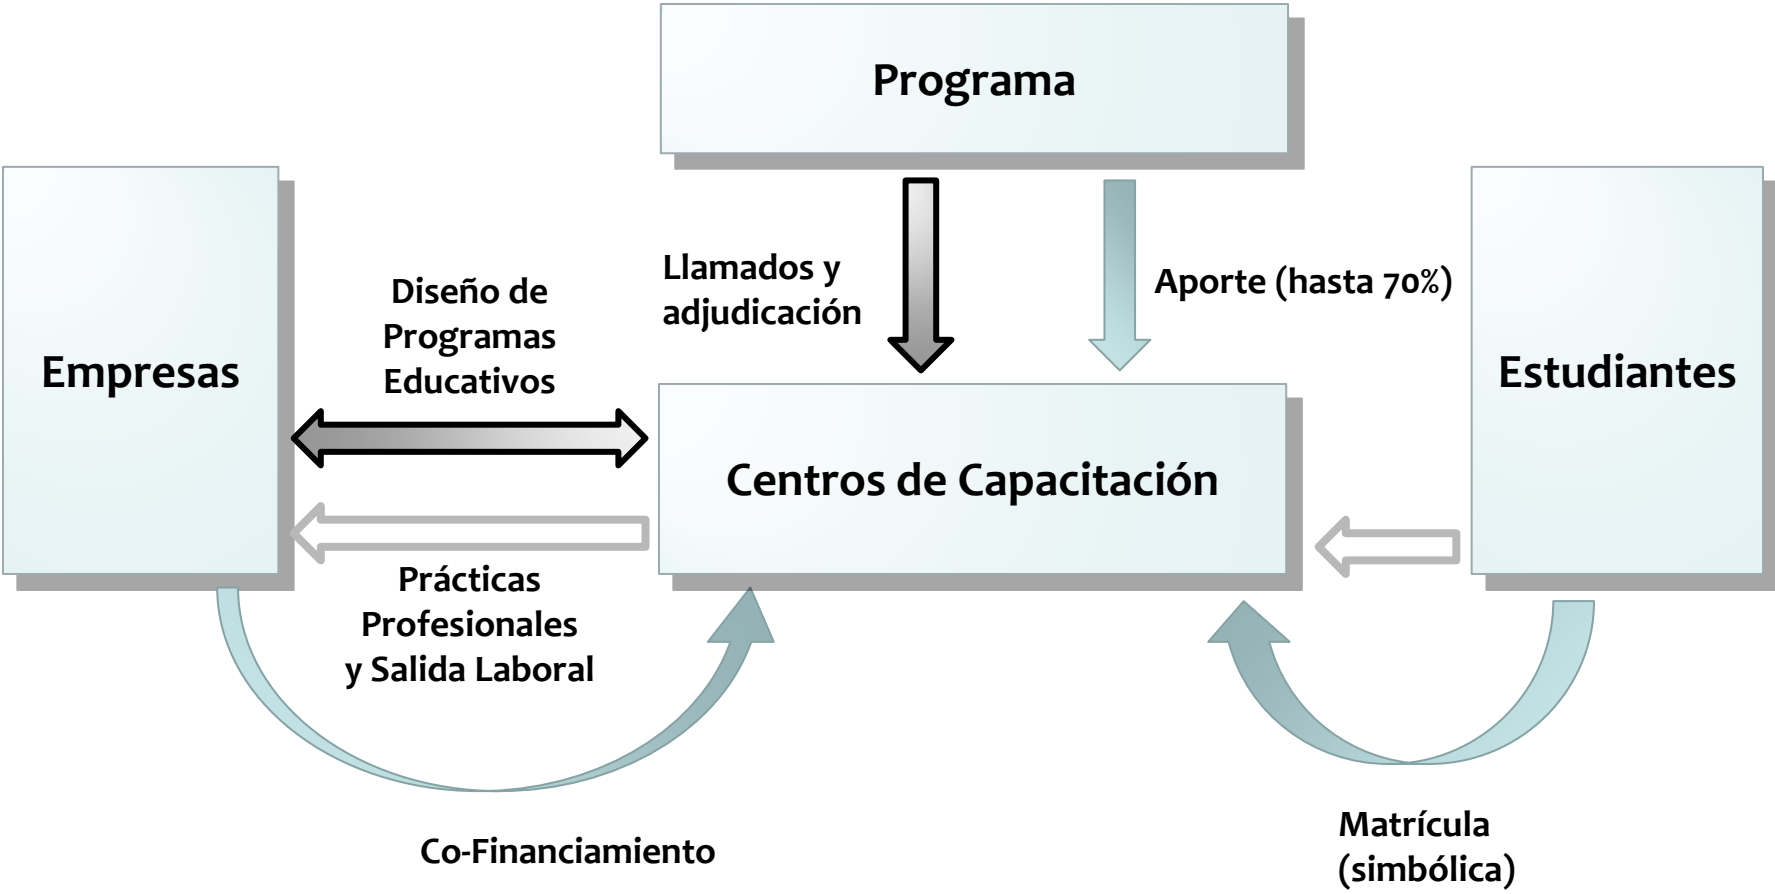 Programa
Llamados y
adjudicación
Aporte (hasta 70%)
Diseño de
Programas
Educativos
Empresas
Estudiantes
Centros de Capacitación
Prácticas
Profesionales
y Salida Laboral
Co-Financiamiento
Matrícula
(simbólica)